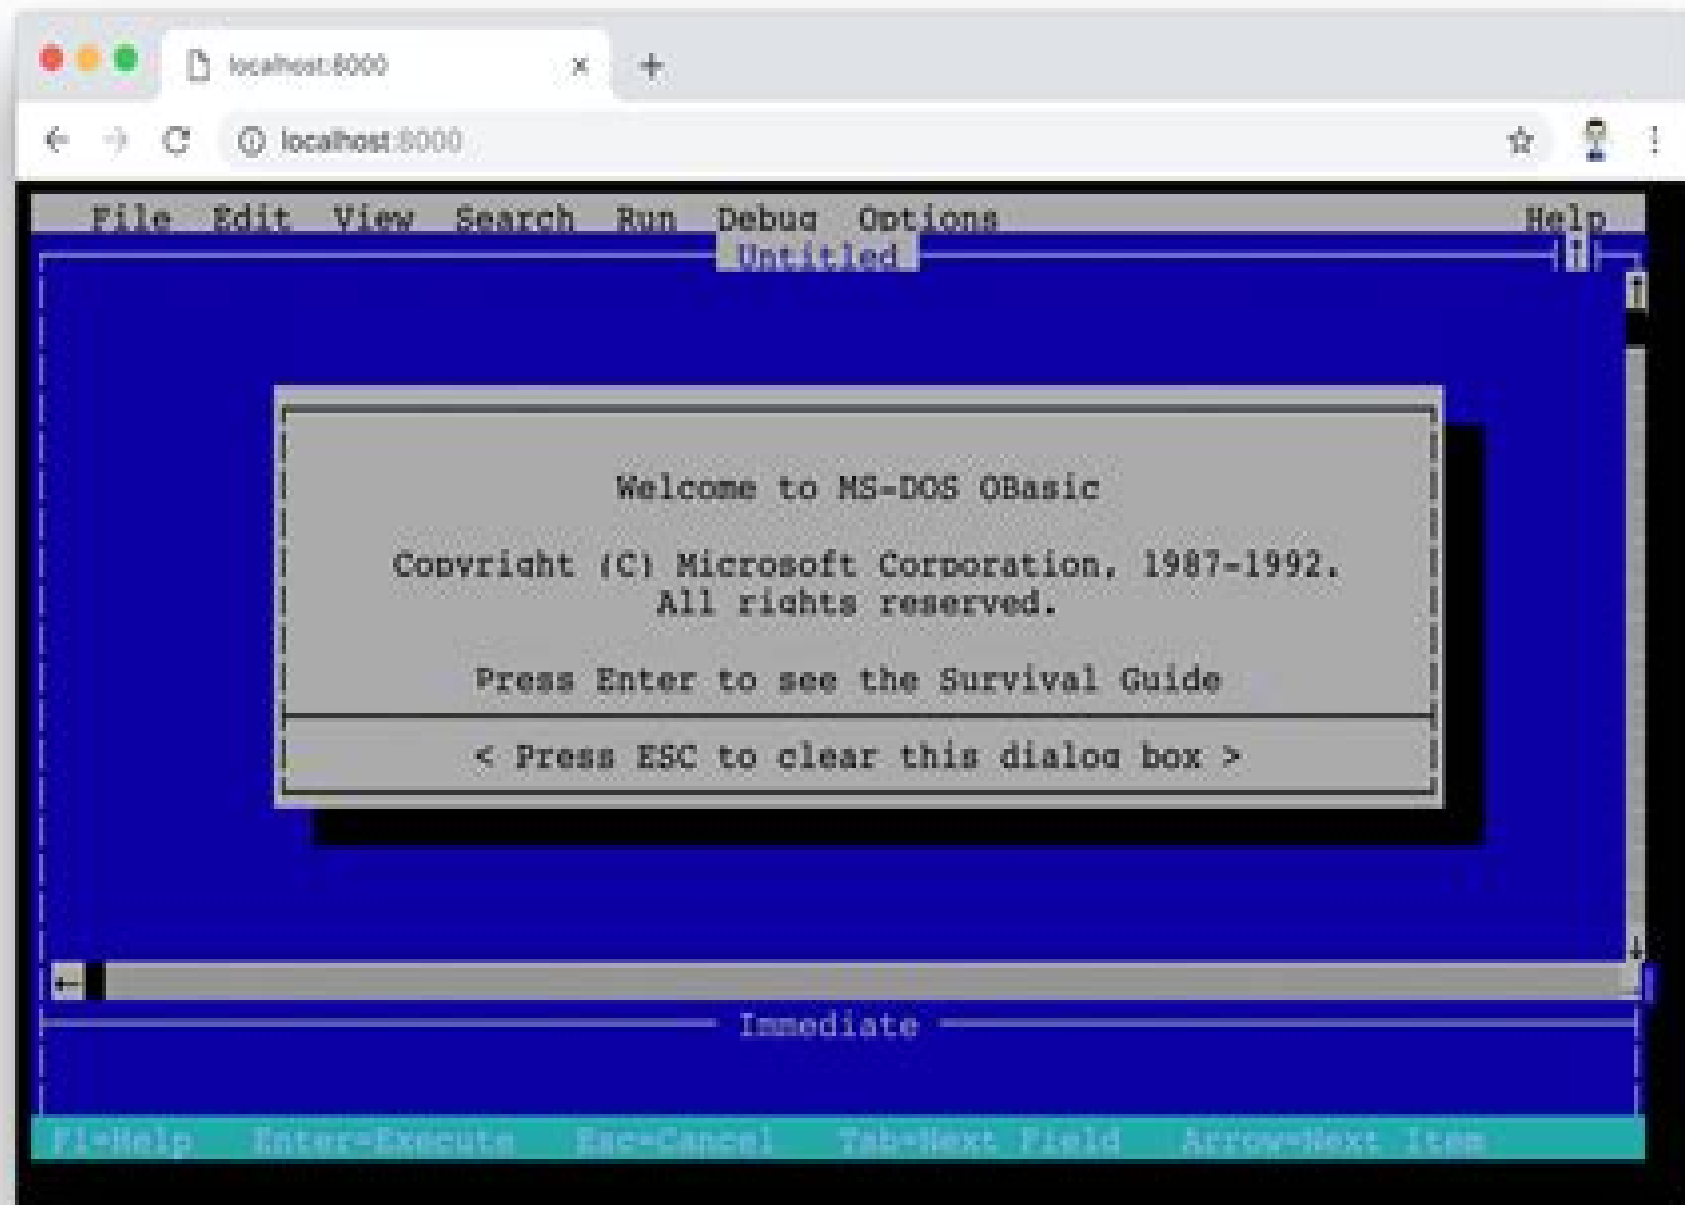 localhost:8000
localhost:8000
File Edit View Search Run Debug Options Help
Untitled
Welcome to MS-DOS QBasic
Copyright (C) Microsoft Corporation, 1987-1992.
All rights reserved.
Press Enter to see the Survival Guide
< Press ESC to clear this dialog box >
Immediate
F1=Help Enter=Execute Esc=Cancel Tab=Next Field Arrow=Next Item